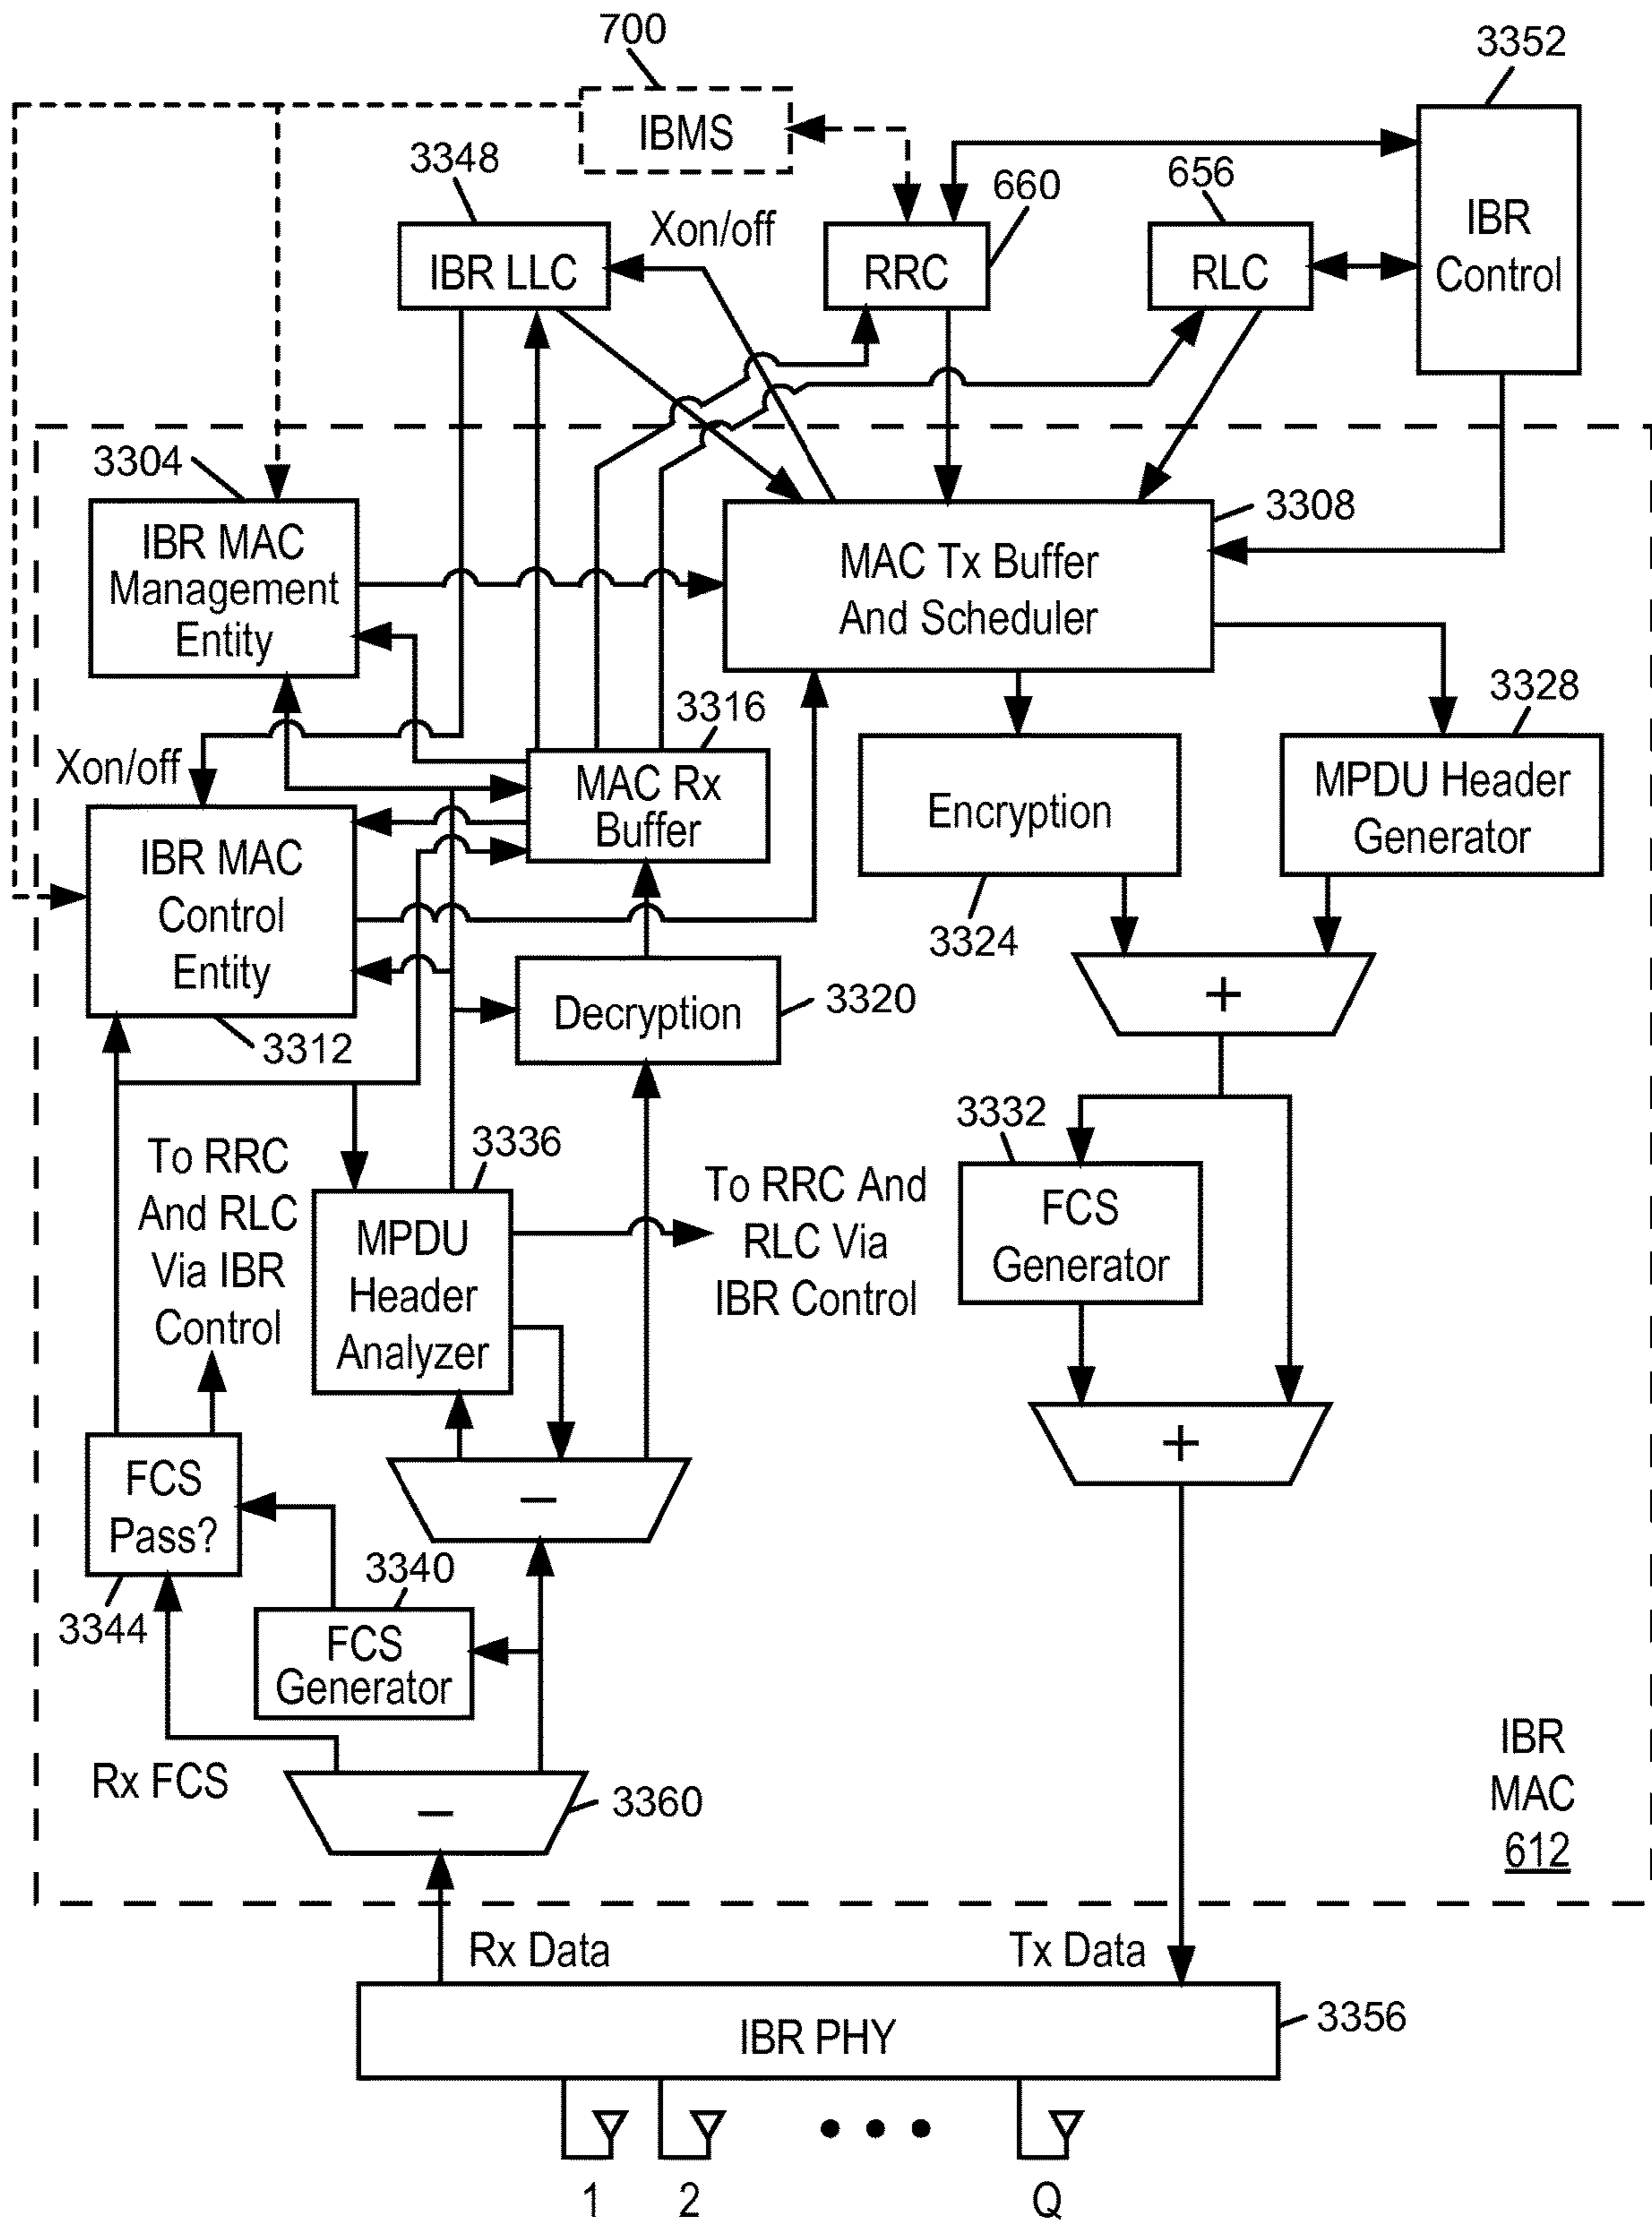 700
3352
IBMS
3348
660
656
Xon/off
IBR LLC
RRC
RLC
IBR
Control
3304
3308
IBR MAC
Management
Entity
MAC Tx Buffer
And Scheduler
3316
3328
Xon/off
MAC Rx
Buffer
Encryption
MPDU Header
Generator
IBR MAC
Control
Entity
3324
3312
Decryption
3320
+
3332
To RRC
And RLC
Via IBR
Control
3336
MPDU
Header
Analyzer
To RRC And
RLC Via
IBR Control
FCS
Generator
+
FCS
Pass?
−
3344
3340
FCS
Generator
Rx FCS
−
3360
IBR
MAC
612
Rx Data
Tx Data
IBR PHY
3356
1
2
Q